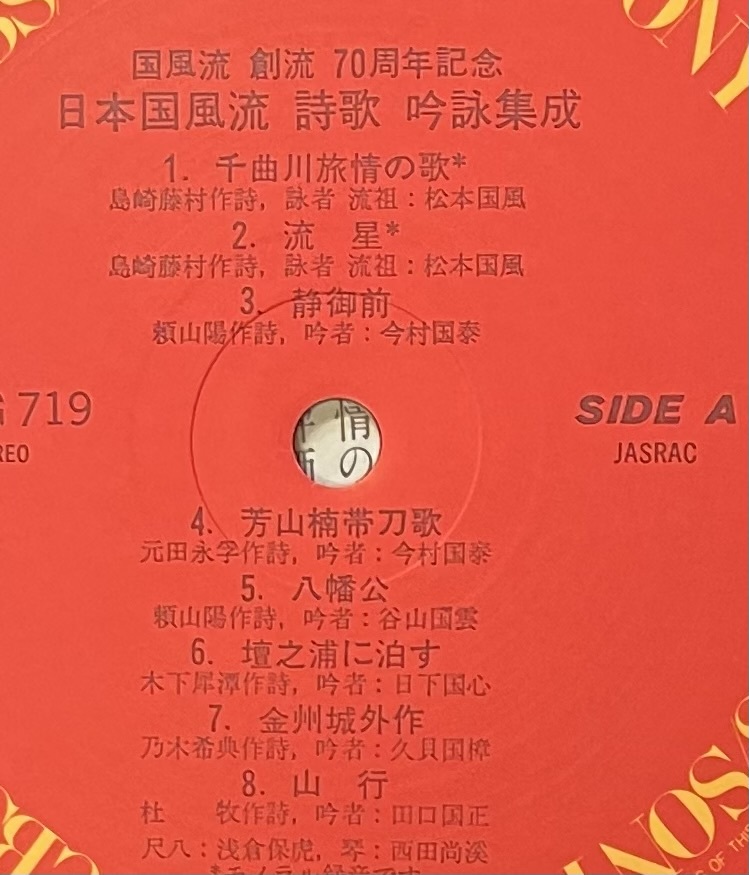 国風流 創流 70周年記念
日本国風流 詩歌 吟詠集成
1. 千曲川旅情の歌*
島崎藤村作詩, 詠者 流祖：松本国風
2. 流　星*
島崎藤村作詩, 詠者 流祖：松本国風
3. 静御前
頼山陽作詩, 吟者：今村国泰
719
SIDE A
JASRAC
情
の
4. 芳山楠帯刀歌
元田永孚作詩, 吟者：今村国泰
5. 八幡公
頼山陽作詩, 吟者：谷山国雲
6. 壇之浦に泊す
木下犀潭作詩, 吟者：日下国心
7. 金州城外作
乃木希典作詩, 吟者：久貝国樟
8. 山　行
杜　　牧作詩, 吟者：田口国正
尺八：浅倉保虎, 琴：西田尚溪